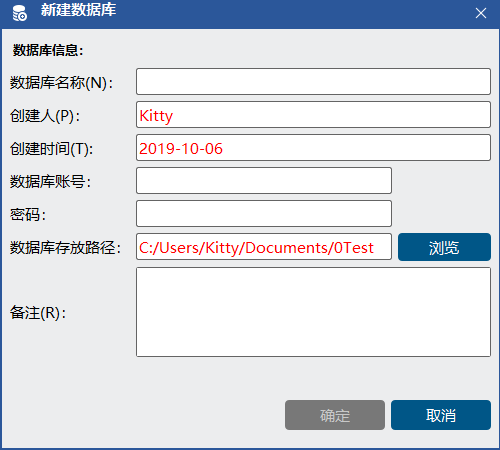 新建数据库
数据库信息：
数据库名称(N)：
创建人(P)： Kitty
创建时间(T): 2019-10-06
数据库账号：
密码：
数据库存放路径： C:/Users/Kitty/Documents/0Test 浏览
备注(R)：
确定 取消